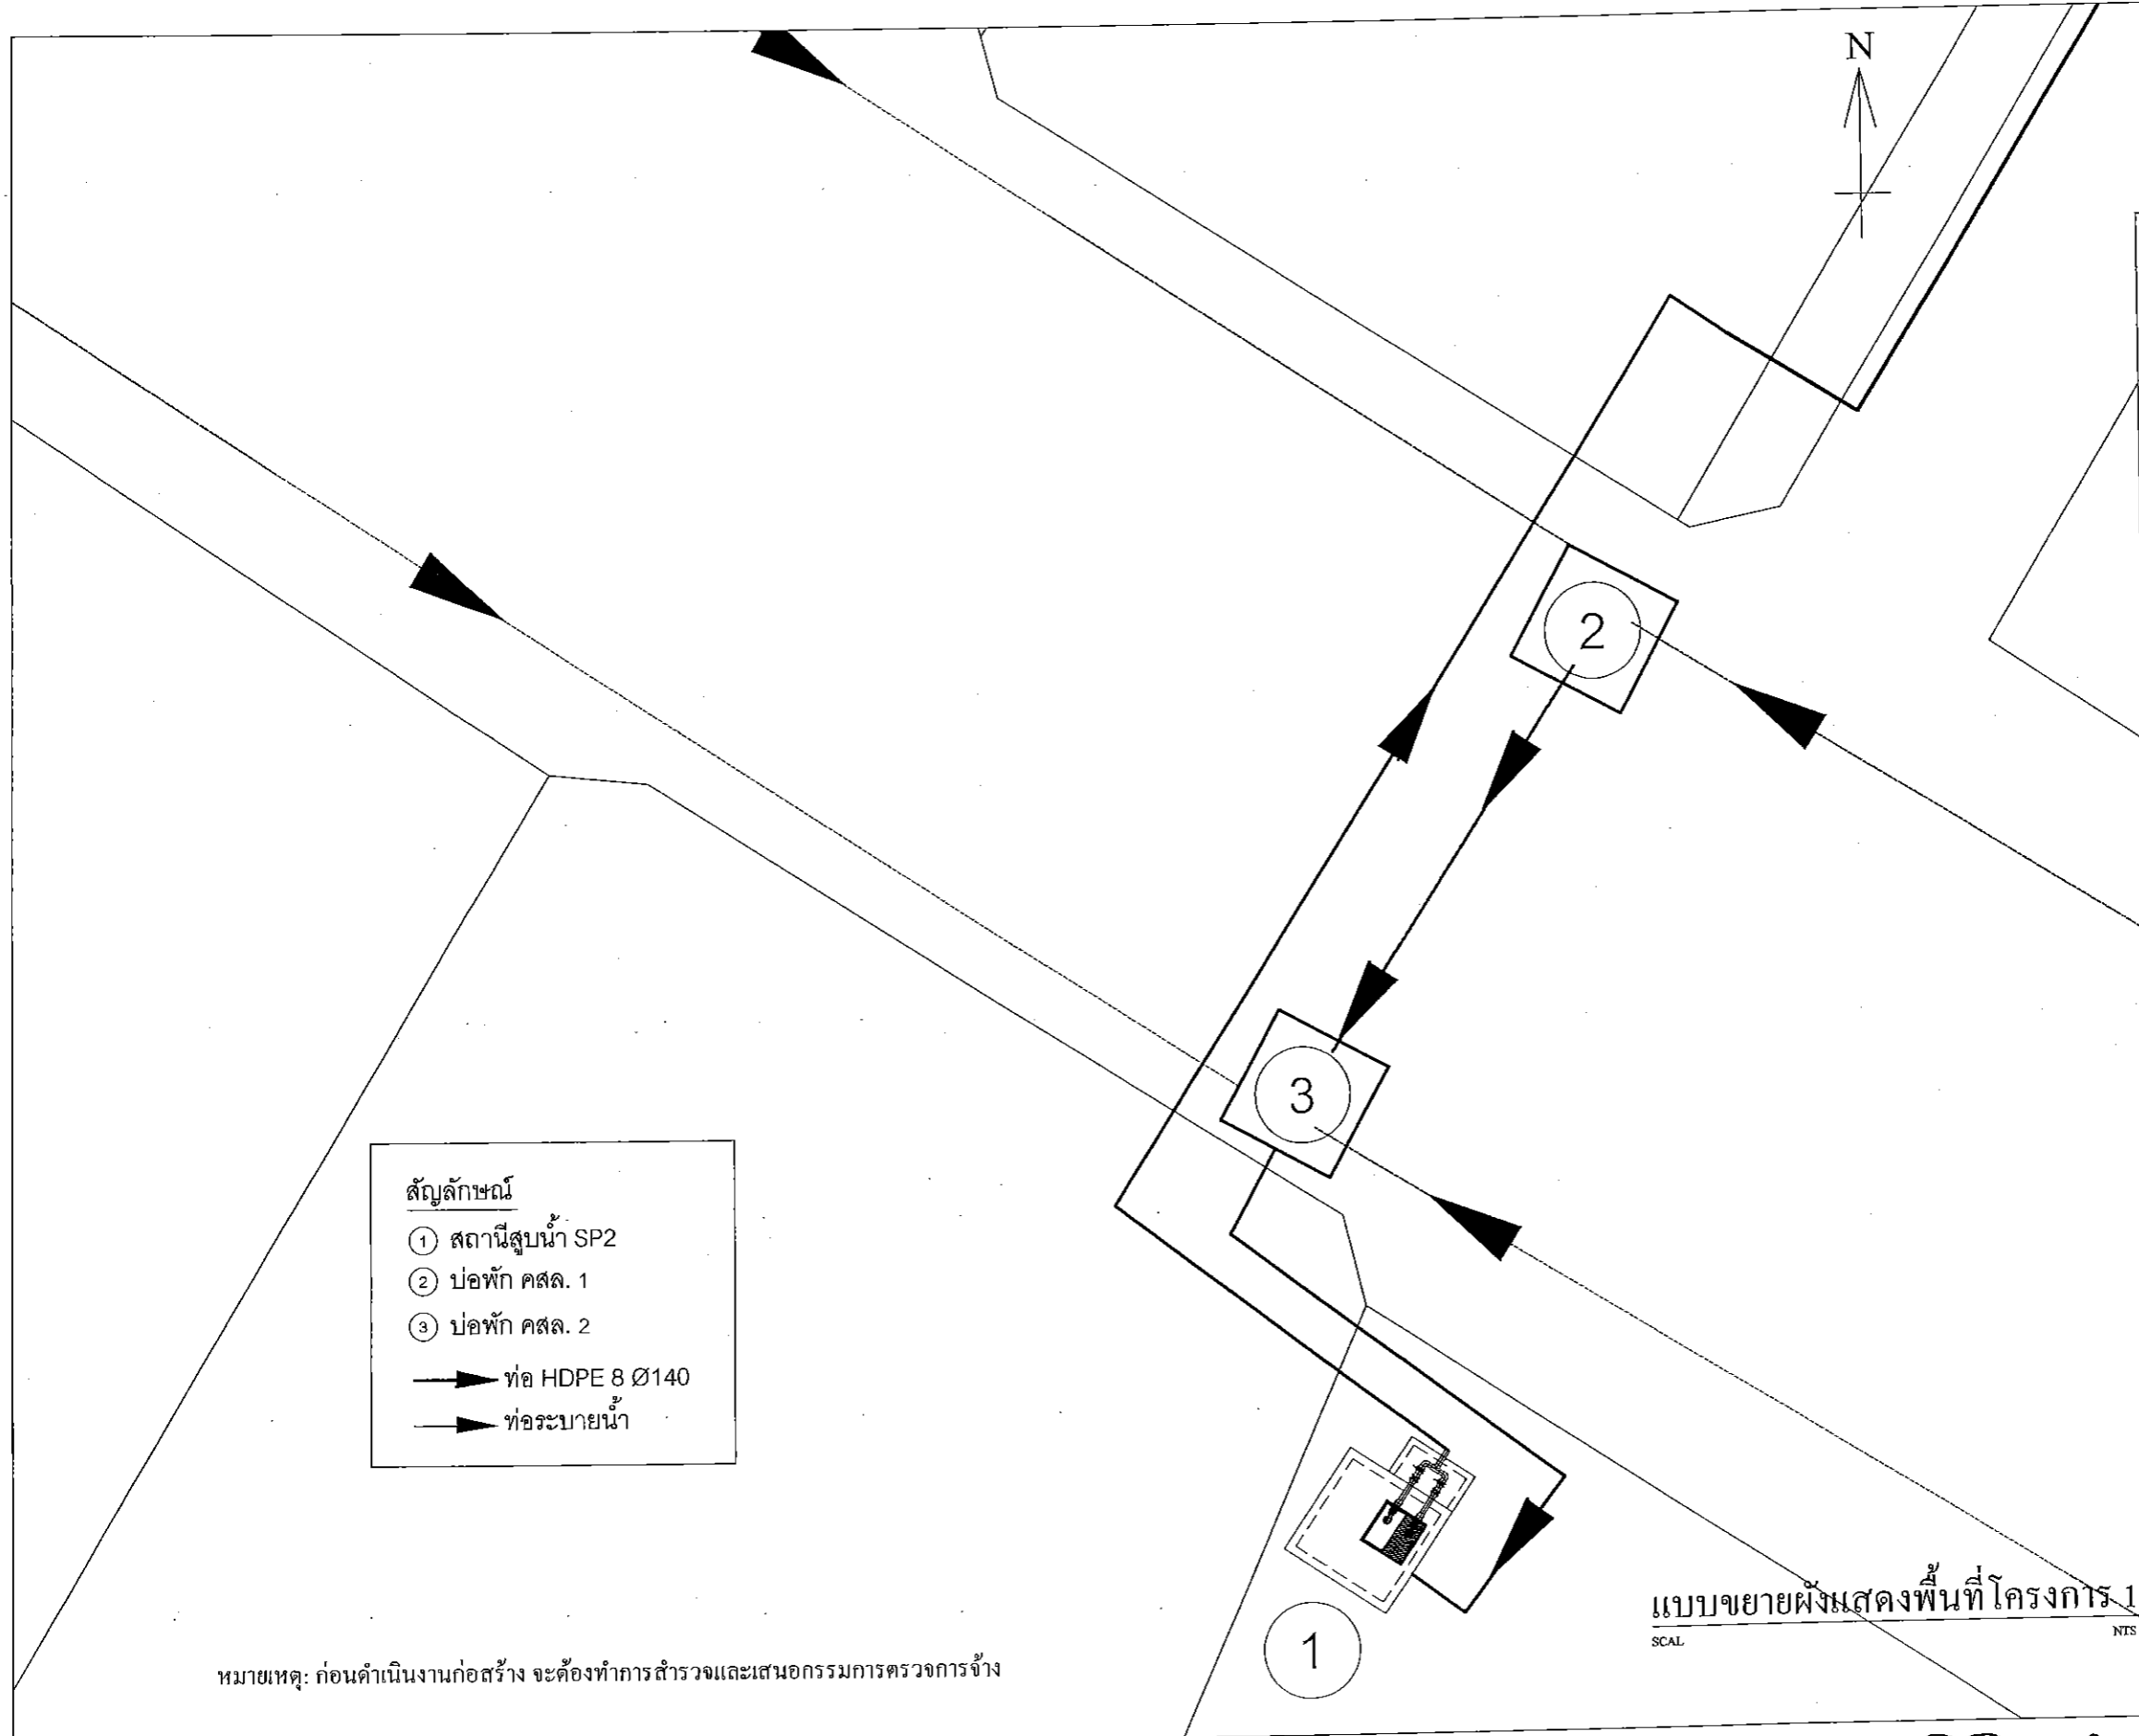 N
2
3
สัญลักษณ์
1 สถานีสูบน้ำ SP2
2 บ่อพัก คสล. 1
3 บ่อพัก คสล. 2
ท่อ HDPE 8 Ø140
ท่อระบายน้ำ
1
แบบขยายผังแสดงพื้นที่โครงการ 1
SCAL NTS
หมายเหตุ: ก่อนดำเนินงานก่อสร้าง จะต้องทำการสำรวจและเสนอกรรมการตรวจการจ้าง